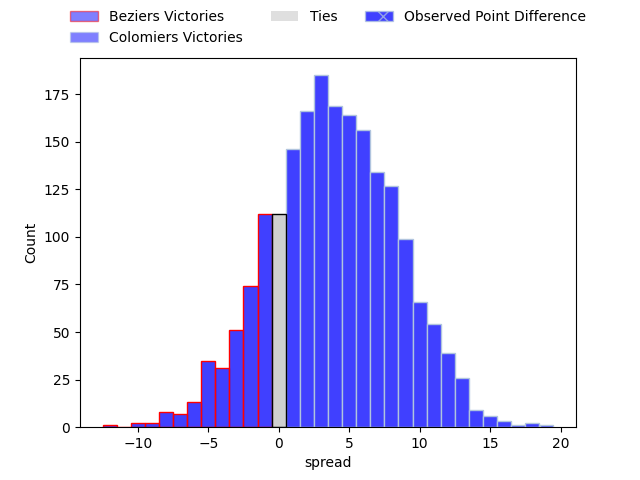 Beziers Victories
Ties
Observed Point Difference
Colomiers Victories
175
150
125
100
75
50
25
0
Count
−10
−5
0
5
10
15
20
spread